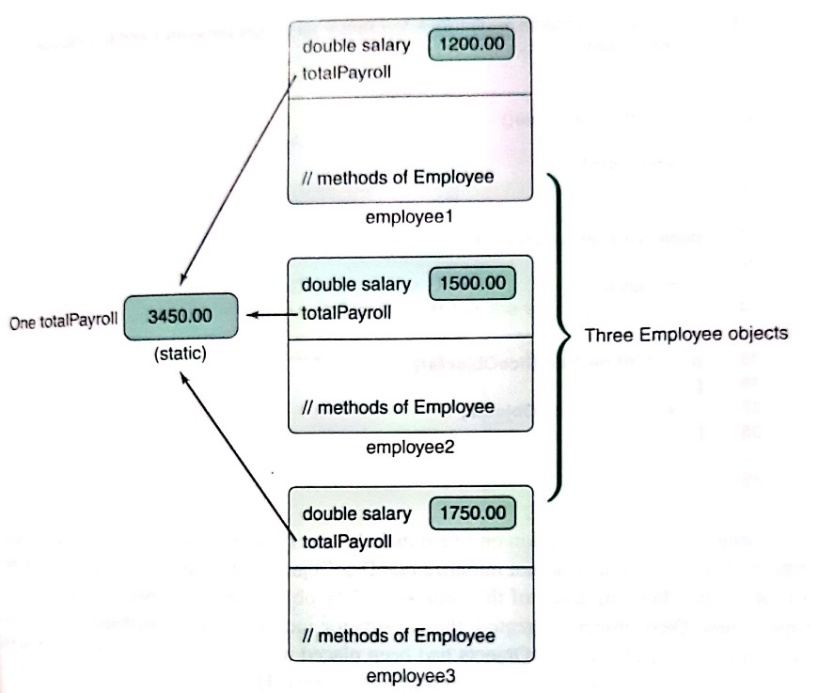 double salary 1200.00
totalPayroll
// methods of Employee
employee1
double salary 1500.00
One totalPayroll 3450.00 totalPayroll
Three Employee objects
(static)
// methods of Employee
employee2
double salary 1750.00
totalPayroll
// methods of Employee
employee3